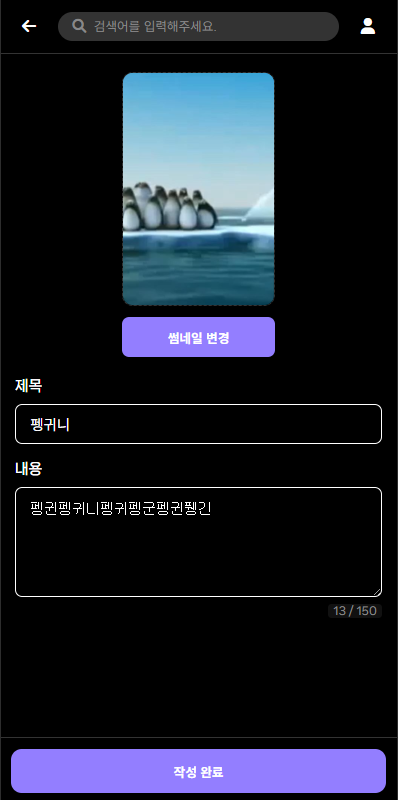 검색어를 입력해주세요.
썸네일 변경
제목
펭귀니
내용
펭귄펭귀니펭귀펭군펭귄펭긴
13 / 150
작성 완료